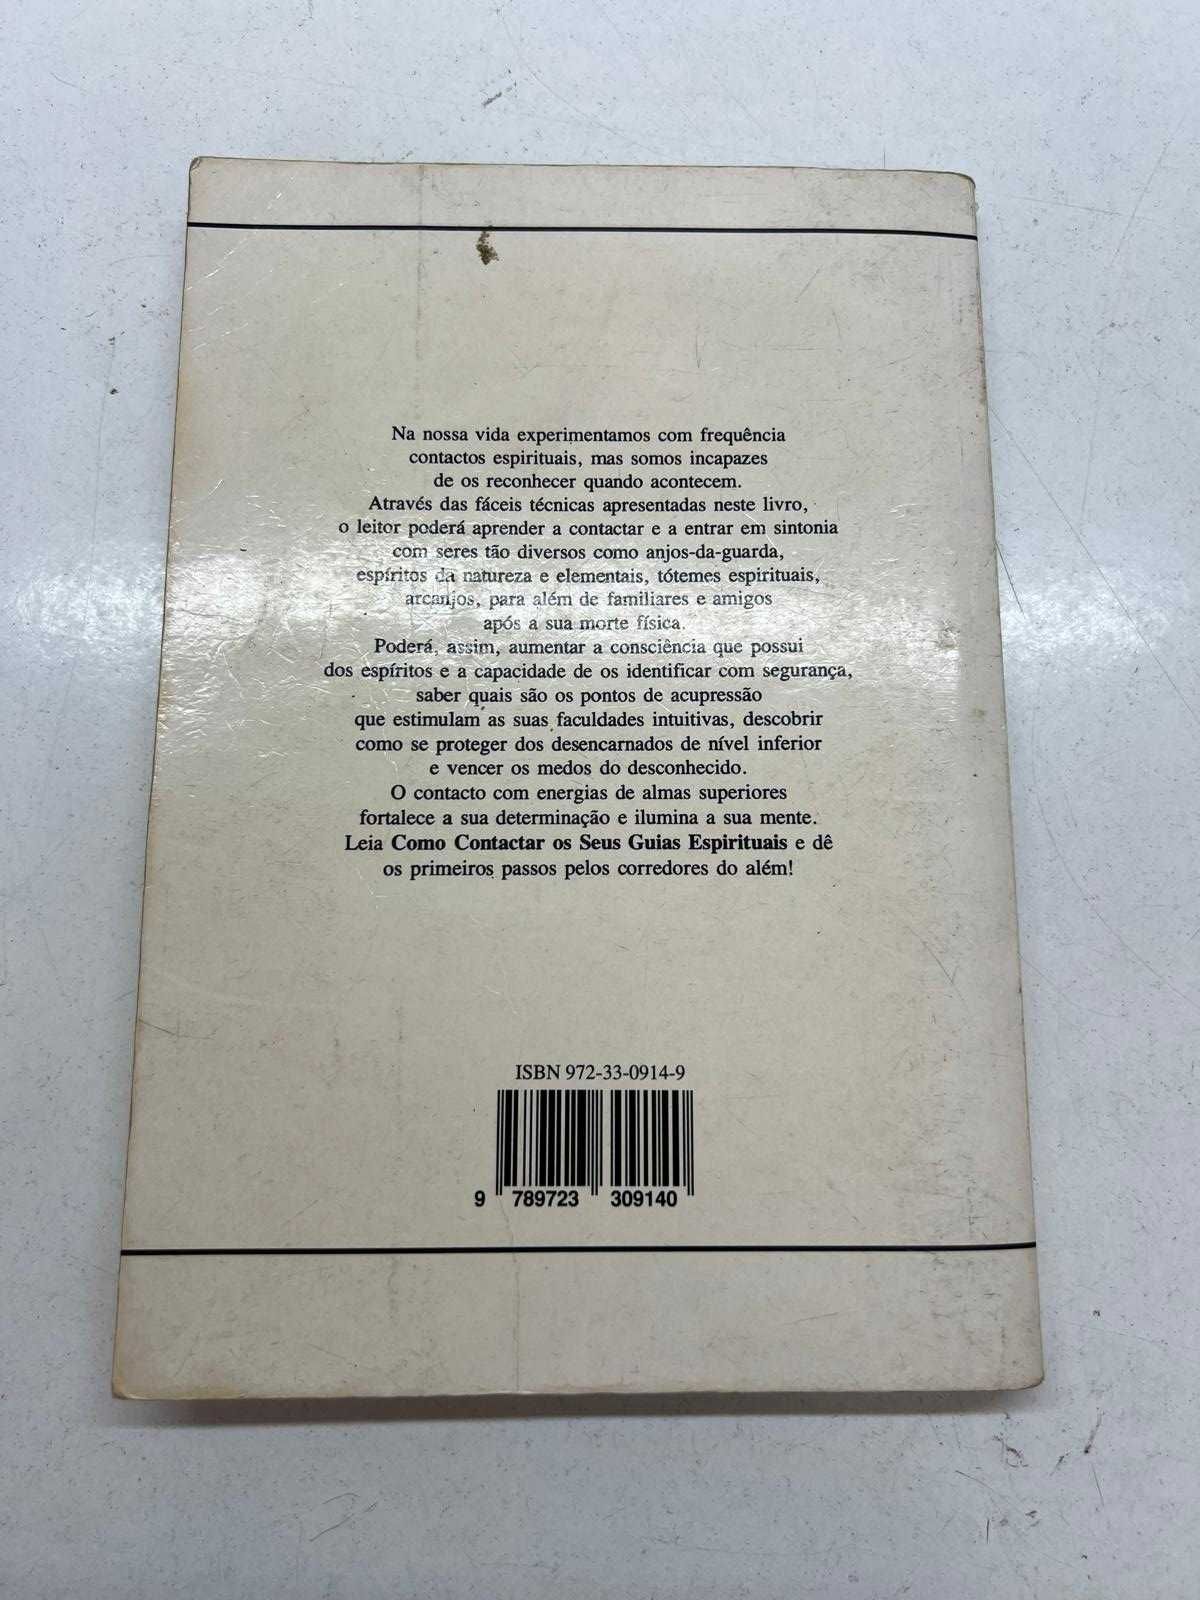 Na nossa vida experimentamos com frequência
contactos espirituais, mas somos incapazes
de os reconhecer quando acontecem.
Através das fáceis técnicas apresentadas neste livro,
o leitor poderá aprender a contactar e a entrar em sintonia
com seres tão diversos como anjos-da-guarda,
espíritos da natureza e elementais, tótemes espirituais,
arcanjos, para além de familiares e amigos
após a sua morte física.
Poderá, assim, aumentar a consciência que possui
dos espíritos e a capacidade de os identificar com segurança,
saber quais são os pontos de acupressão
que estimulam as suas faculdades intuitivas, descobrir
como se proteger dos desencarnados de nível inferior
e vencer os medos do desconhecido.
O contacto com energias de almas superiores
fortalece a sua determinação e ilumina a sua mente.
Leia Como Contactar os Seus Guias Espirituais e dê
os primeiros passos pelos corredores do além!
ISBN 972-33-0914-9
9 789723 309140